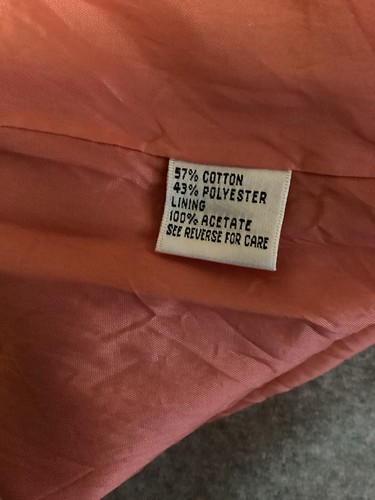 57% COTTON
43% POLYESTER
LINING
100% ACETATE
SEE REVERSE FOR CARE